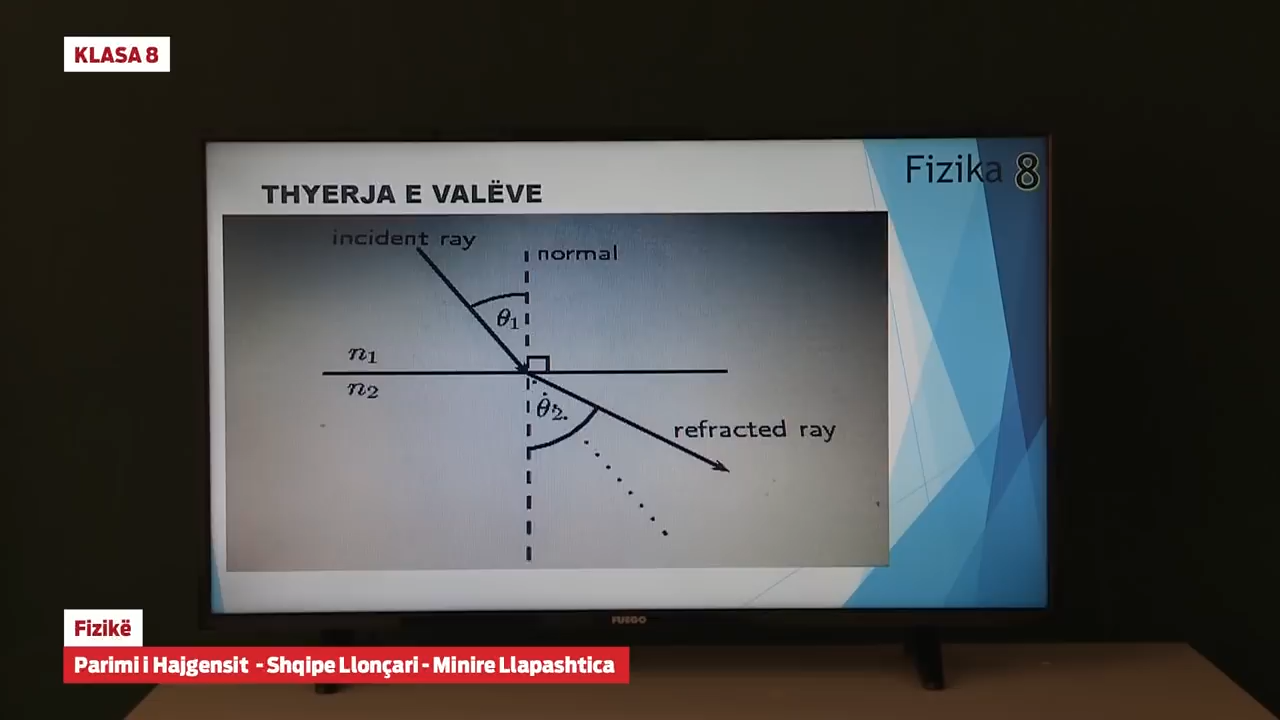 KLASA 8
Fizika 8
THYERJA E VALËVE
incident ray
normal
θ1
n1
n2
θ2
refracted ray
FUEGO
Fizikë
Parimi i Hajgensit - Shqipe Llonçari - Minire Llapashtica